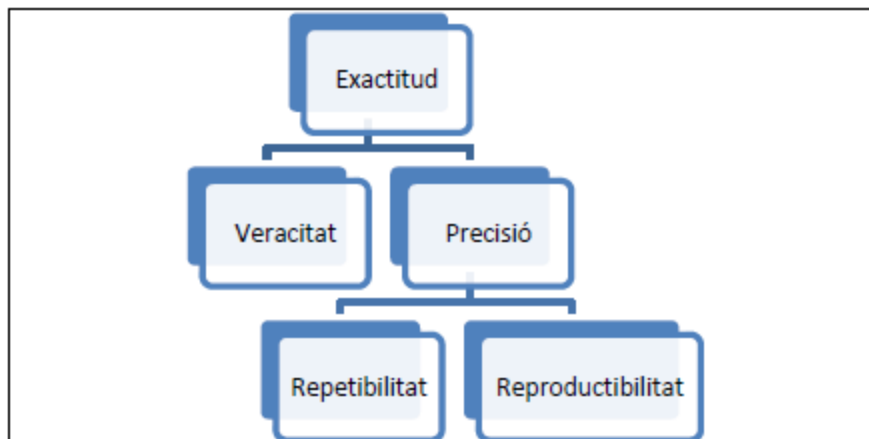 Exactitud
Veracitat
Precisió
Repetibilitat
Reproductibilitat